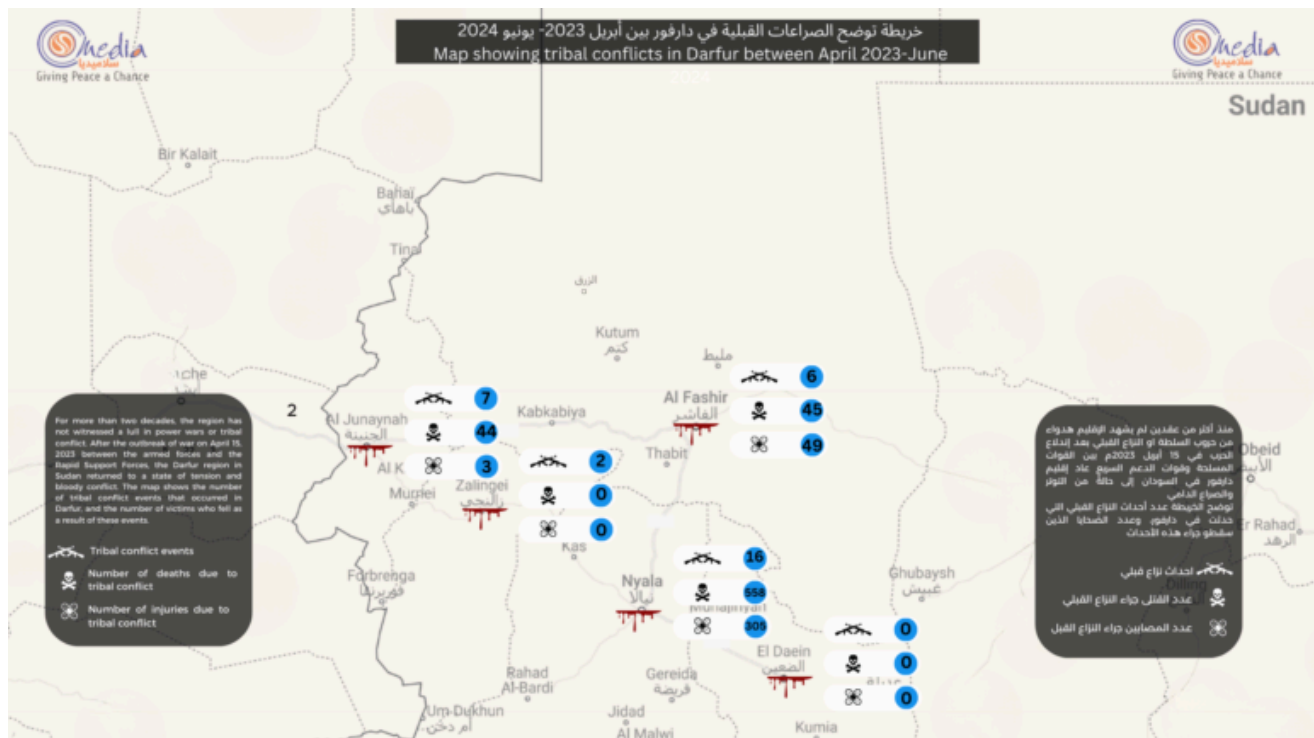 خريطة توضح الصراعات القبلية في دارفور بين أبريل 2023- يونيو 2024
Map showing tribal conflicts in Darfur between April 2023-June
Smedia
سلاميديا
Giving Peace a Chance
Smedia
سلاميديا
Giving Peace a Chance
Sudan
Bir Kalait
Bahaï
باهاي
Tina
الزرق
Kutum
كتم
مليط
6
Al Fashir
الفاشر
45
49
7
2
Al Junaynah
الجنينة
44
Kabkabiya
Al K
3
Thabit
2
Murnei
Zalingei
زالنجي
0
0
Kas
16
Forbrenga
فوربرنقا
Nyala
نيالا
558
305
Ghubaysh
غبيش
0
El Daein
الضعين
0
0
Rahad
Al-Bardi
Gereida
قريضة
Um Dukhun
أم دخن
Jidad
Al Malwi
Kumia
Obeid
Er Rahad
الرهد
Dilling
For more than two decades, the region has
not witnessed a lull in power wars or tribal
conflict. After the outbreak of war on April 15,
2023 between the armed forces and the
Rapid Support Forces, the Darfur region in
Sudan returned to a state of tension and
bloody conflict. The map shows the number
of tribal conflict events that occurred in
Darfur, and the number of victims who fell as
a result of these events.
Tribal conflict events
Number of deaths due to
tribal conflict
Number of injuries due to
tribal conflict
منذ أكثر من عقدين لم يشهد الإقليم هدواء
من حروب السلطة او النزاع القبلي بعد إندلاع
الحرب في 15 أبريل 2023م بين القوات
المسلحة وقوات الدعم السريع عاد إقليم
دارفور في السودان إلى حالة من التوتر
والصراع الدامي.
توضح الخريطة عدد أحداث النزاع القبلي التي
حدثت في دارفور، وعدد الضحايا الذين
سقطو جراء هذه الأحداث
احداث نزاع قبلي
عدد القتلى جراء النزاع القبلي
عدد المصابين جراء النزاع القبل